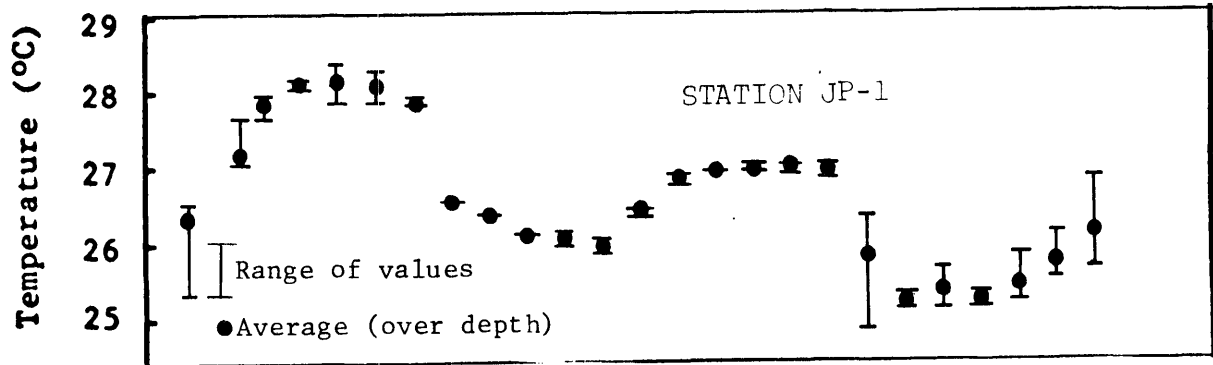 29
28
27
26
25
Temperature (°C)
STATION JP-1
Range of values
Average (over depth)